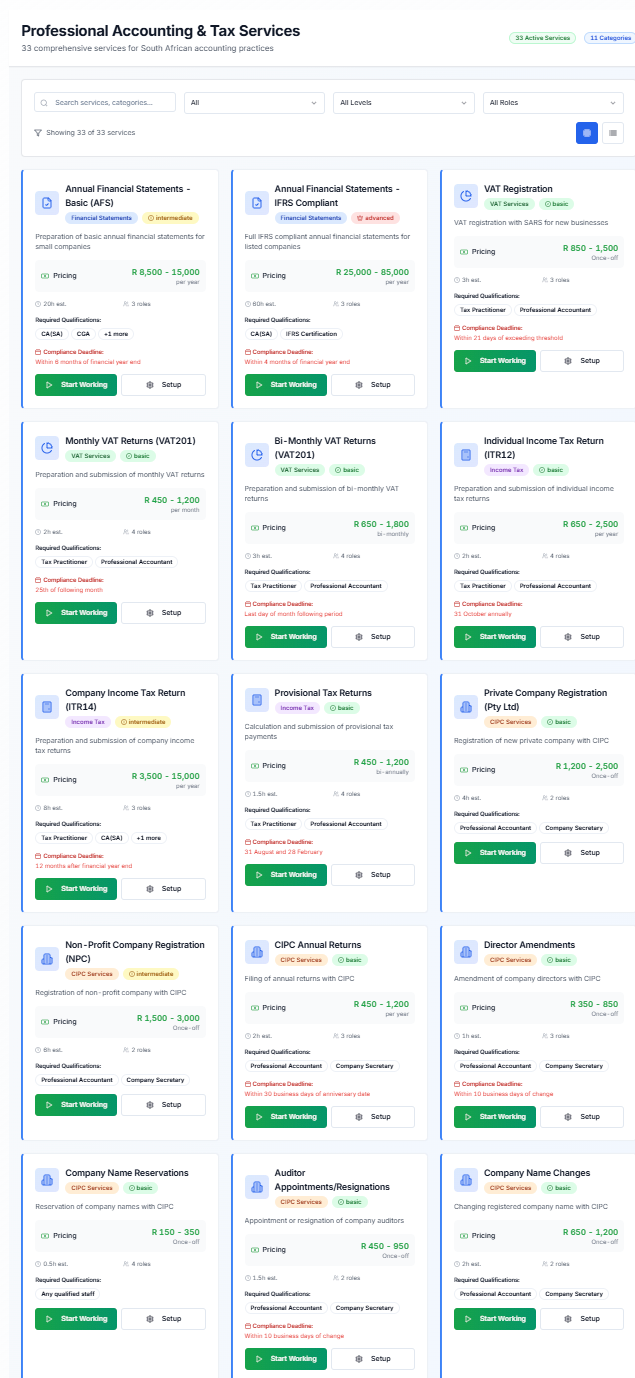 Professional Accounting & Tax Services
33 comprehensive services for South African accounting practices
33 Active Services
11 Categories
Search services, categories...
All
All Levels
All Roles
Showing 33 of 33 services
Annual Financial Statements - Basic (AFS)
Financial Statements
intermediate
Preparation of basic annual financial statements for
small companies
Pricing
R 8,500 - 15,000
per year
20h est.
3 roles
Required Qualifications:
CA(SA)
CGA
+1 more
Compliance Deadline:
Within 6 months of financial year end
Start Working
Setup
Annual Financial Statements -
IFRS Compliant
Financial Statements
advanced
Full IFRS compliant annual financial statements for
listed companies
Pricing
R 25,000 - 85,000
per year
60h est.
3 roles
Required Qualifications:
CA(SA)
IFRS Certification
Compliance Deadline:
Within 4 months of financial year end
Start Working
Setup
VAT Registration
VAT Services
basic
VAT registration with SARS for new businesses
Pricing
R 850 - 1,500
Once-off
3h est.
3 roles
Required Qualifications:
Tax Practitioner
Professional Accountant
Compliance Deadline:
Within 21 days of exceeding threshold
Start Working
Setup
Monthly VAT Returns (VAT201)
VAT Services
basic
Preparation and submission of monthly VAT returns
Pricing
R 450 - 1,200
per month
2h est.
4 roles
Required Qualifications:
Tax Practitioner
Professional Accountant
Compliance Deadline:
25th of following month
Start Working
Setup
Bi-Monthly VAT Returns
(VAT201)
VAT Services
basic
Preparation and submission of bi-monthly VAT
returns
Pricing
R 650 - 1,800
bi-monthly
3h est.
4 roles
Required Qualifications:
Tax Practitioner
Professional Accountant
Compliance Deadline:
Last day of month following period
Start Working
Setup
Individual Income Tax Return
(ITR12)
Income Tax
basic
Preparation and submission of individual income
tax returns
Pricing
R 650 - 2,500
per year
2h est.
4 roles
Required Qualifications:
Tax Practitioner
Professional Accountant
Compliance Deadline:
31 October annually
Start Working
Setup
Company Income Tax Return
(ITR14)
Income Tax
intermediate
Preparation and submission of company income
tax returns
Pricing
R 3,500 - 15,000
per year
8h est.
3 roles
Required Qualifications:
Tax Practitioner
CA(SA)
+1 more
Compliance Deadline:
12 months after financial year end
Start Working
Setup
Provisional Tax Returns
Income Tax
basic
Calculation and submission of provisional tax
payments
Pricing
R 450 - 1,200
bi-annually
1.5h est.
4 roles
Required Qualifications:
Tax Practitioner
Professional Accountant
Compliance Deadline:
31 August and 28 February
Start Working
Setup
Private Company Registration
(Pty Ltd)
CIPC Services
basic
Registration of new private company with CIPC
Pricing
R 1,200 - 2,500
Once-off
4h est.
2 roles
Required Qualifications:
Professional Accountant
Company Secretary
Start Working
Setup
Non-Profit Company Registration
(NPC)
CIPC Services
intermediate
Registration of non-profit company with CIPC
Pricing
R 1,500 - 3,000
Once-off
6h est.
2 roles
Required Qualifications:
Professional Accountant
Company Secretary
Start Working
Setup
CIPC Annual Returns
CIPC Services
basic
Filing of annual returns with CIPC
Pricing
R 450 - 1,200
per year
2h est.
3 roles
Required Qualifications:
Professional Accountant
Company Secretary
Compliance Deadline:
Within 30 business days of anniversary date
Start Working
Setup
Director Amendments
CIPC Services
basic
Amendment of company directors with CIPC
Pricing
R 350 - 850
Once-off
1h est.
3 roles
Required Qualifications:
Professional Accountant
Company Secretary
Compliance Deadline:
Within 10 business days of change
Start Working
Setup
Company Name Reservations
CIPC Services
basic
Reservation of company names with CIPC
Pricing
R 150 - 350
Once-off
0.5h est.
4 roles
Required Qualifications:
Any qualified staff
Start Working
Setup
Auditor
Appointments/Resignations
CIPC Services
basic
Appointment or resignation of company auditors
Pricing
R 450 - 950
Once-off
1.5h est.
2 roles
Required Qualifications:
Professional Accountant
Company Secretary
Compliance Deadline:
Within 10 business days of change
Start Working
Setup
Company Name Changes
CIPC Services
basic
Changing registered company name with CIPC
Pricing
R 650 - 1,200
Once-off
2h est.
2 roles
Required Qualifications:
Professional Accountant
Company Secretary
Start Working
Setup